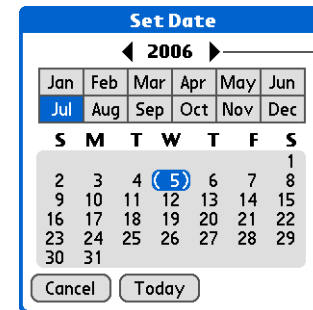 Set Date
2006
Jan Feb Mar Apr May Jun
Jul Aug Sep Oct Nov Dec
S M T W T F S
1
2 3 4 (5) 6 7 8
9 10 11 12 13 14 15
16 17 18 19 20 21 22
23 24 25 26 27 28 29
30 31
Cancel Today